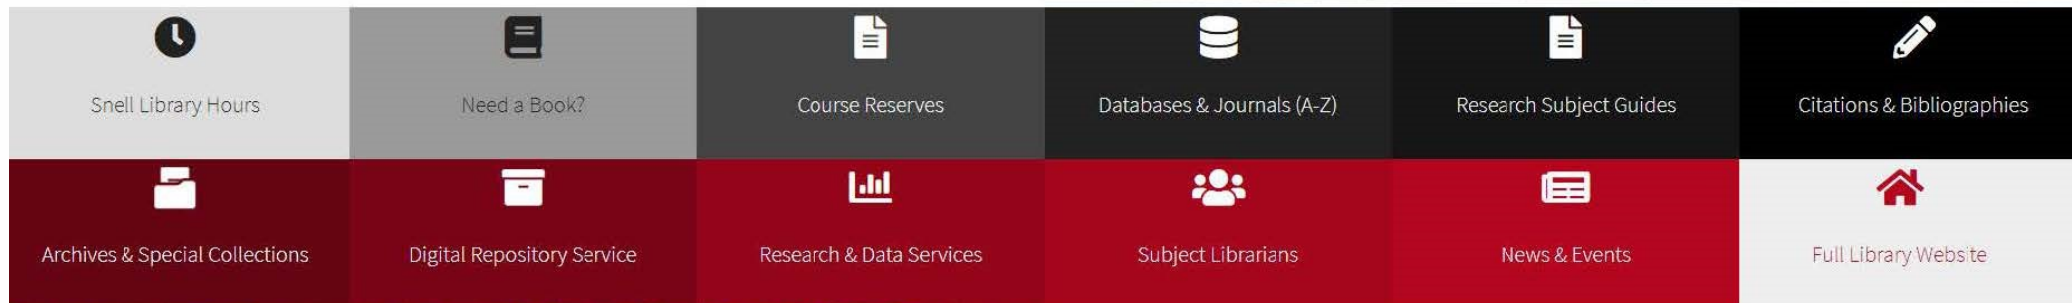 Snell Library Hours
Need a Book?
Course Reserves
Databases & Journals (A-Z)
Research Subject Guides
Citations & Bibliographies
Archives & Special Collections
Digital Repository Service
Research & Data Services
Subject Librarians
News & Events
Full Library Website